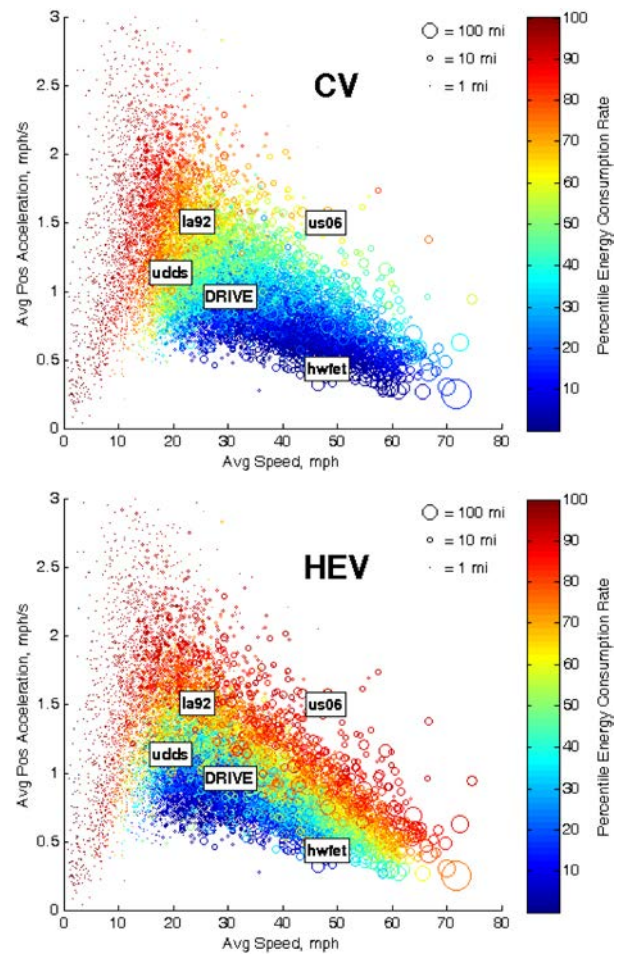 CV
= 100 mi
= 10 mi
= 1 mi
3
2.5
2
1.5
1
0.5
0
Avg Pos Acceleration, mph/s
la92
us06
udds
DRIVE
hwfet
0 10 20 30 40 50 60 70 80
Avg Speed, mph
100
90
80
70
60
50
40
30
20
10
Percentile Energy Consumption Rate
HEV
= 100 mi
= 10 mi
= 1 mi
3
2.5
2
1.5
1
0.5
0
Avg Pos Acceleration, mph/s
la92
us06
udds
DRIVE
hwfet
0 10 20 30 40 50 60 70 80
Avg Speed, mph
100
90
80
70
60
50
40
30
20
10
Percentile Energy Consumption Rate